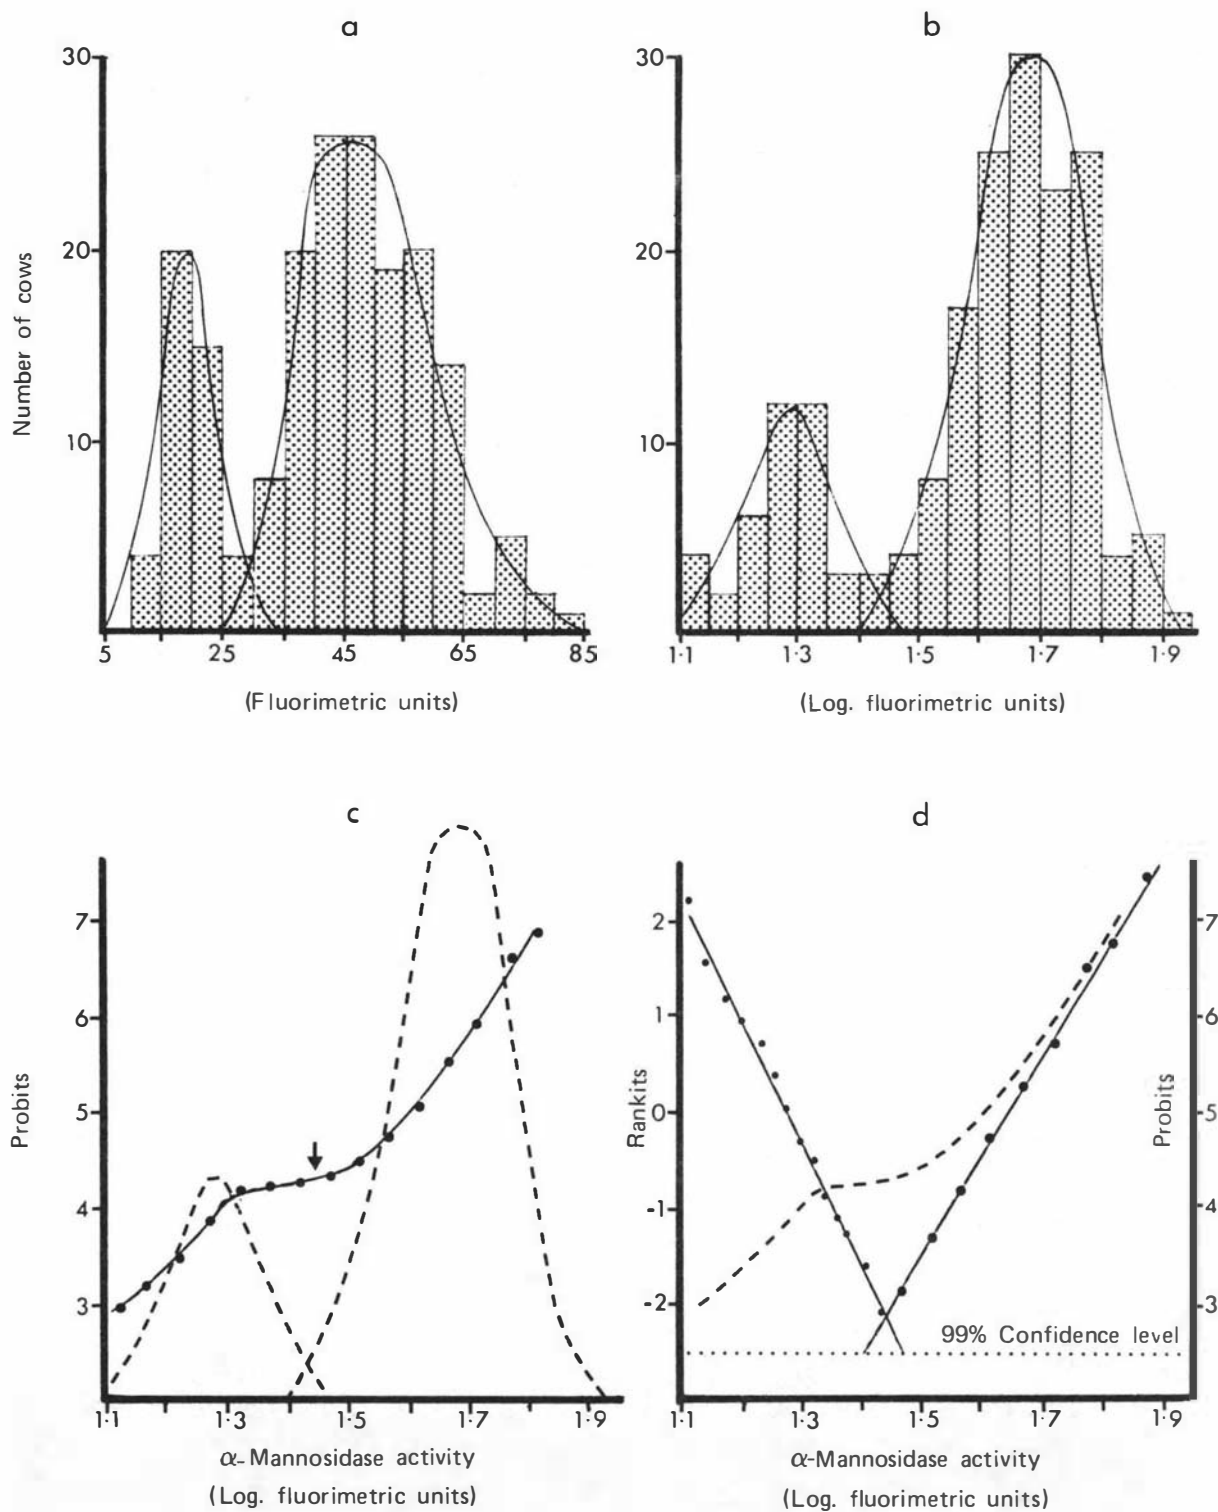 a
30
20
10
Number of cows
5 25 45 65 85
(Fluorimetric units)
b
30
20
10
1·1 1·3 1·5 1·7 1·9
(Log. fluorimetric units)
c
7
6
5
4
3
Probits
1·1 1·3 1·5 1·7 1·9
α-Mannosidase activity
(Log. fluorimetric units)
d
2
1
0
-1
-2
Rankits
7
6
5
4
3
Probits
99% Confidence level
1·1 1·3 1·5 1·7 1·9
α-Mannosidase activity
(Log. fluorimetric units)